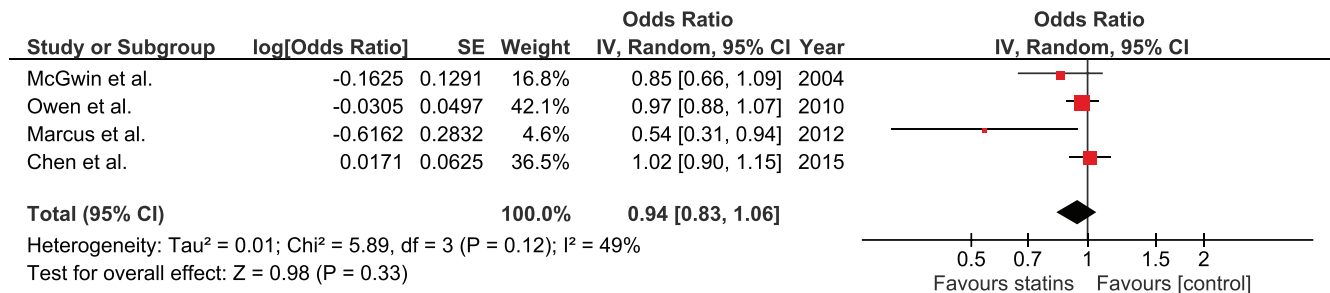 Odds Ratio Odds Ratio
Study or Subgroup log[Odds Ratio] SE Weight IV, Random, 95% CI Year IV, Random, 95% CI
McGwin et al. -0.1625 0.1291 16.8% 0.85 [0.66, 1.09] 2004
Owen et al. -0.0305 0.0497 42.1% 0.97 [0.88, 1.07] 2010
Marcus et al. -0.6162 0.2832 4.6% 0.54 [0.31, 0.94] 2012
Chen et al. 0.0171 0.0625 36.5% 1.02 [0.90, 1.15] 2015
Total (95% CI) 100.0% 0.94 [0.83, 1.06]
Heterogeneity: Tau² = 0.01; Chi² = 5.89, df = 3 (P = 0.12); I² = 49%
Test for overall effect: Z = 0.98 (P = 0.33)
0.5 0.7 1 1.5 2
Favours statins Favours [control]